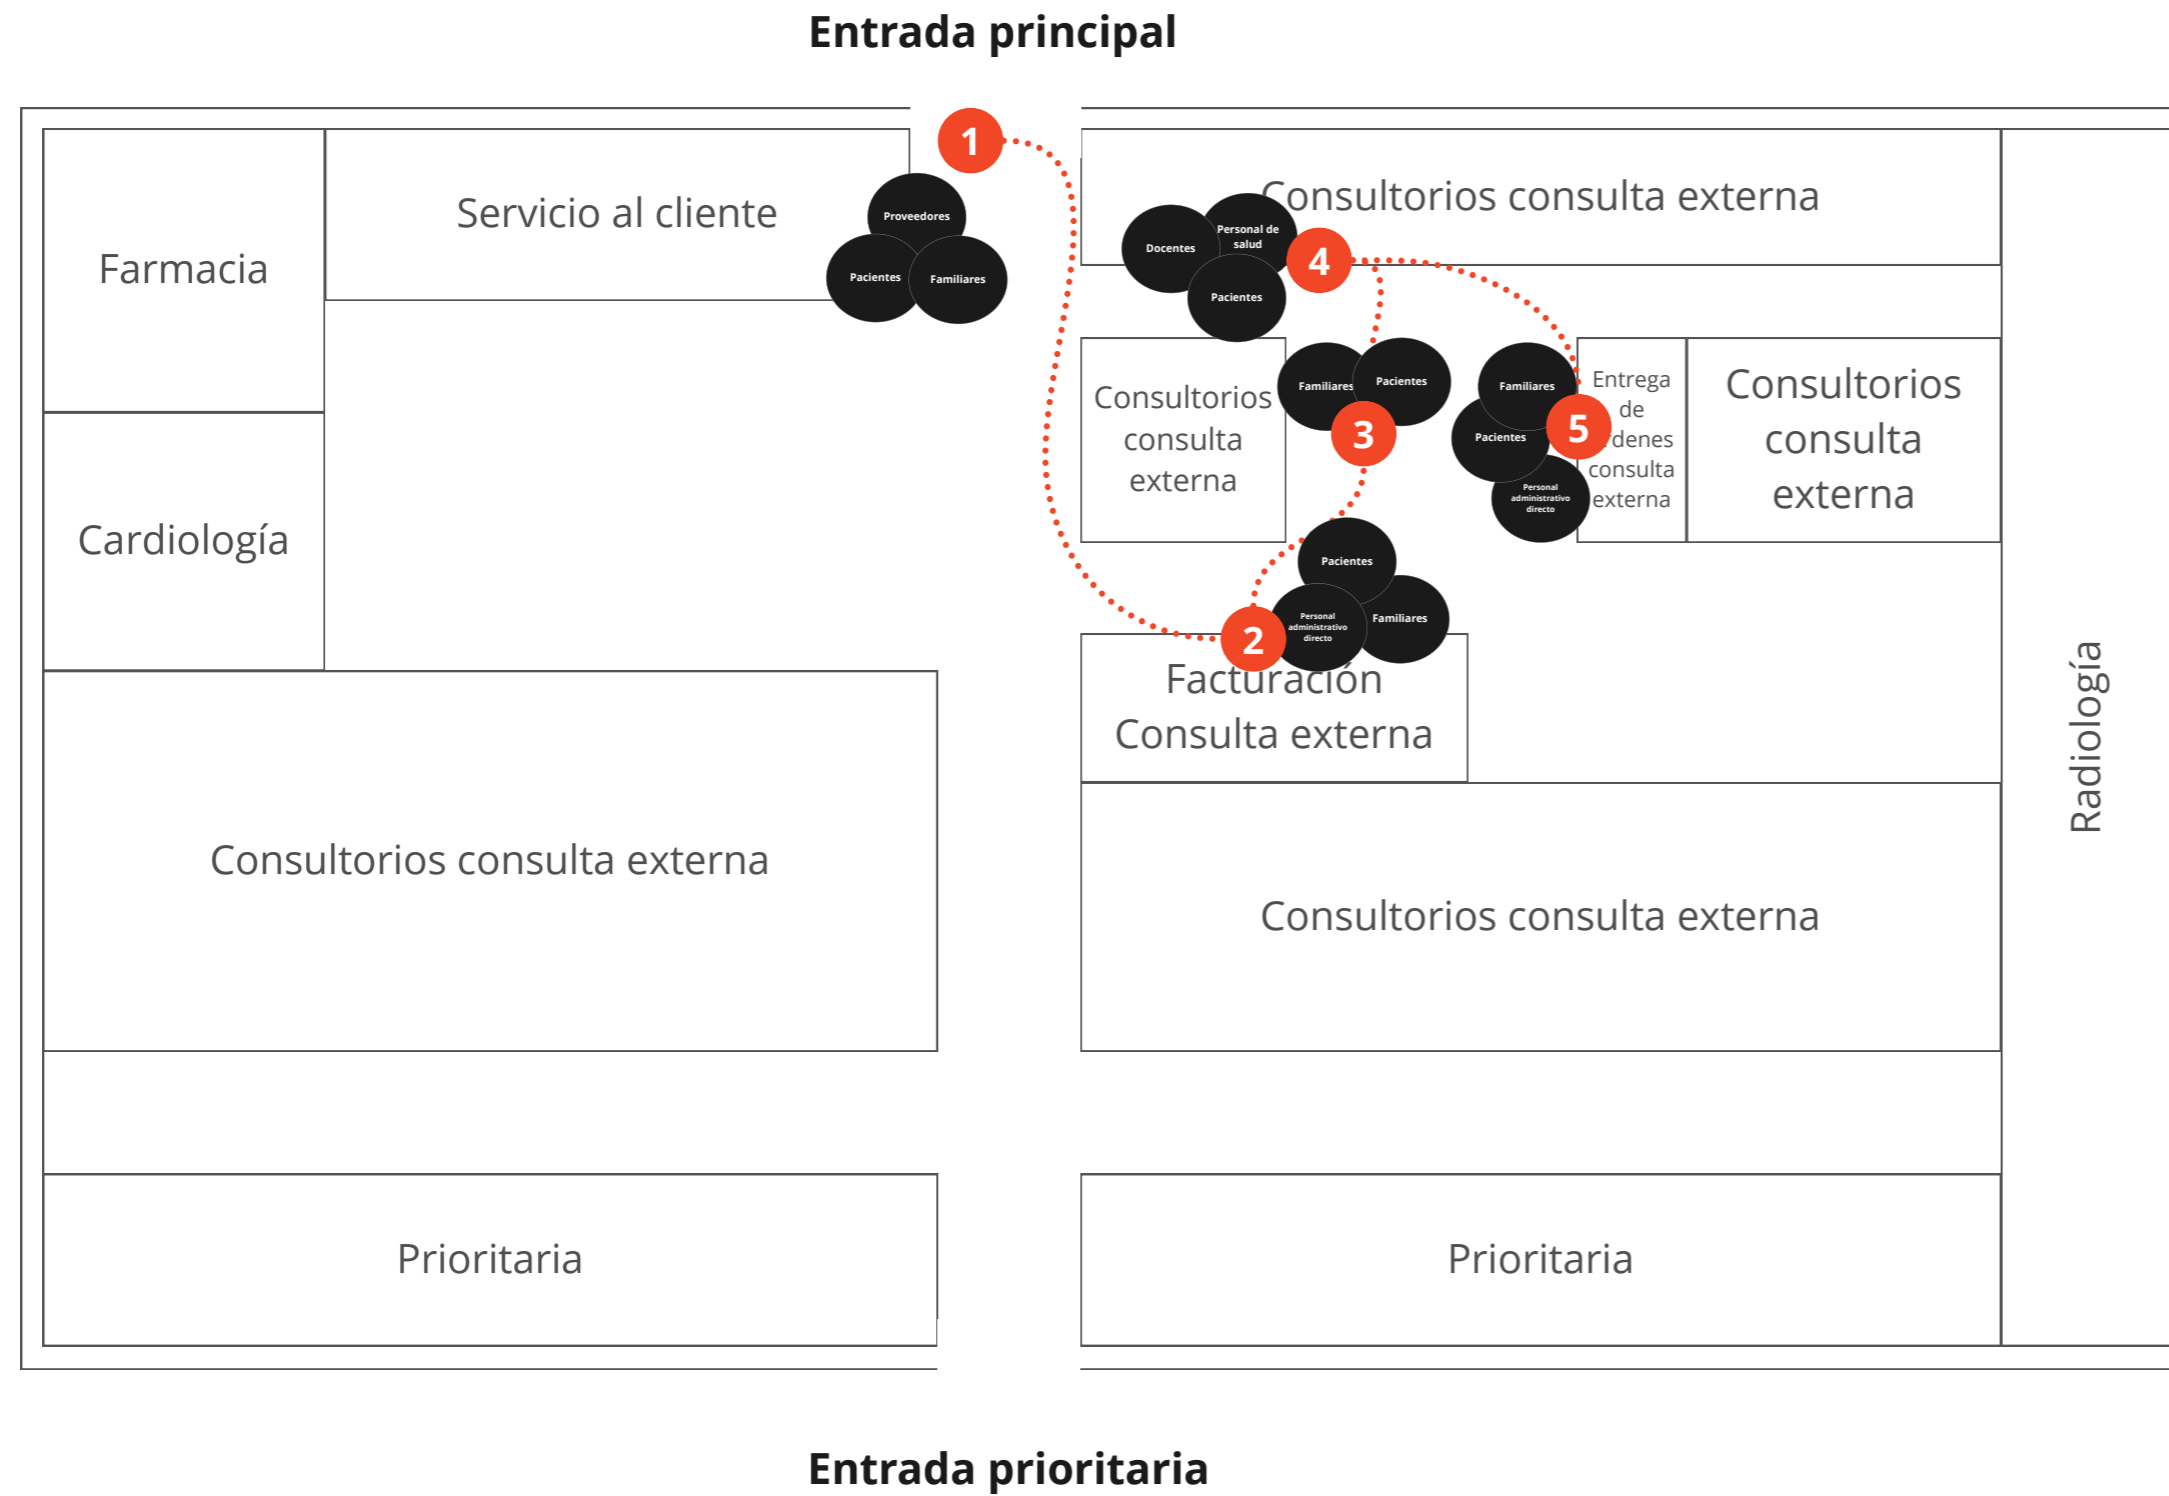 Entrada principal
1
Servicio al cliente
Farmacia
Proveedores
Pacientes
Familiares
Consultorios consulta externa
Docentes
Personal de
salud
Pacientes
4
Consultorios
consulta
externa
Familiares
Pacientes
3
Familiares
Pacientes
Personal
administrativo
directo
5
Entrega
de
rdenes
consulta
externa
Consultorios
consulta
externa
Cardiología
Pacientes
Personal
administrativo
directo
Familiares
2
Facturación
Consulta externa
Radiología
Consultorios consulta externa
Consultorios consulta externa
Prioritaria
Prioritaria
Entrada prioritaria